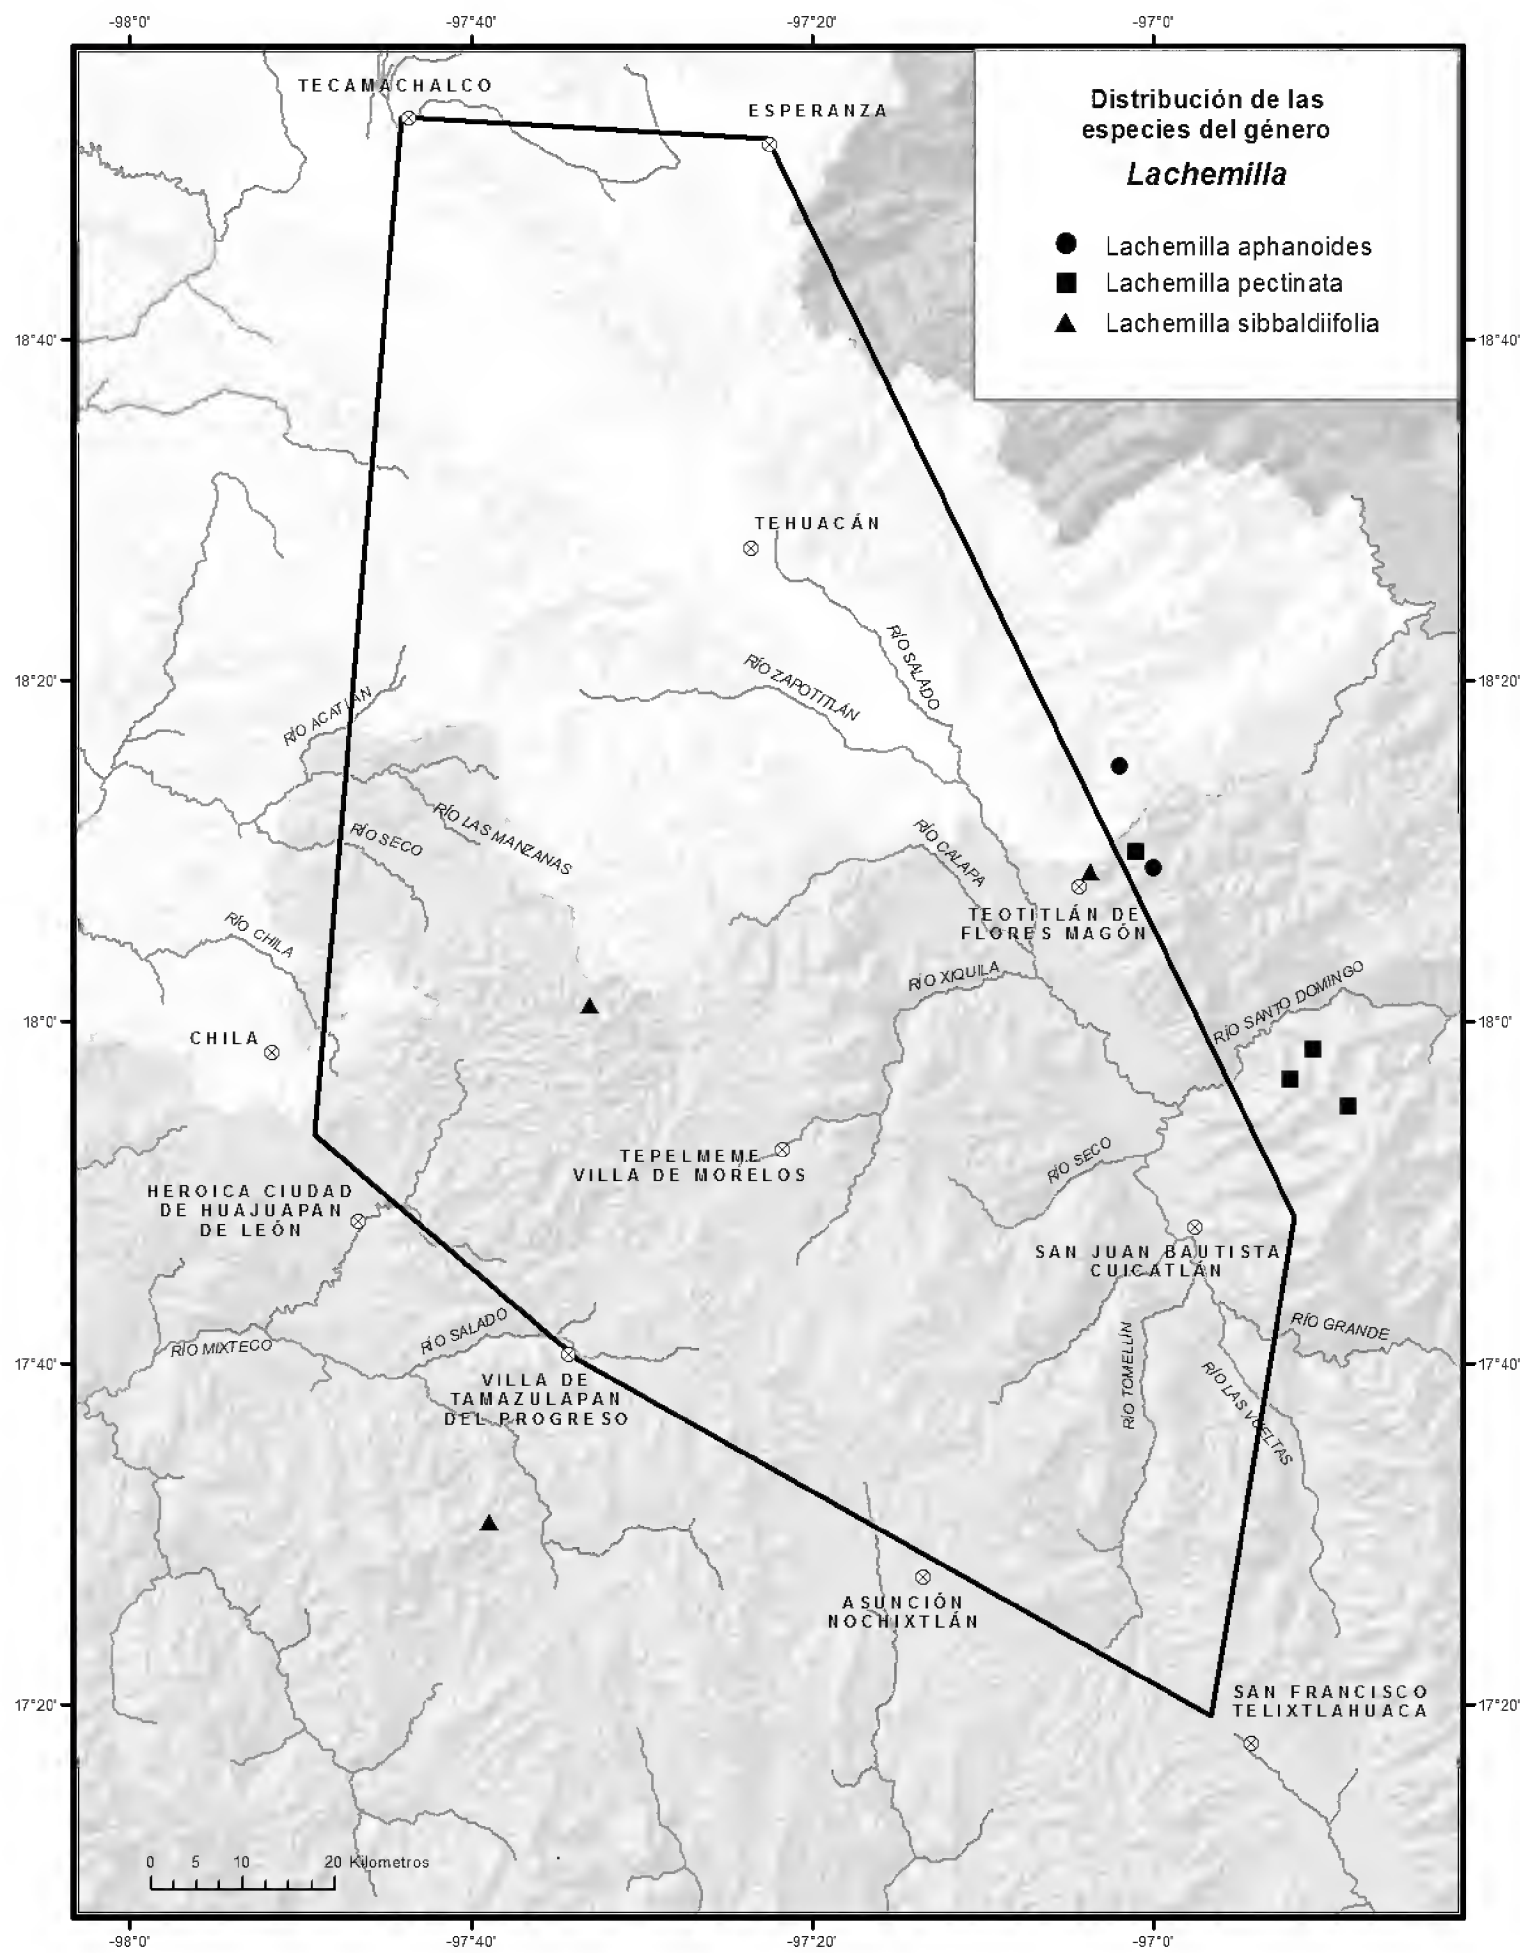 -98°0'
-97°40'
-97°20'
-97°0'
TECAMACHALCO
ESPERANZA
Distribución de las
especies del género
Lachemilla
Lachemilla aphanoides
Lachemilla pectinata
Lachemilla sibbaldiifolia
18°40'
18°40'
TEHUACÁN
RÍO SALADO
RÍO ZAPOTITLÁN
18°20'
18°20'
RÍO ACATLÁN
RÍO LAS MANZANAS
RÍO SECO
RÍO CALAPA
TEOTITLÁN DE
FLORES MAGÓN
RÍO CHILA
RÍO XIQUILA
RÍO SANTO DOMINGO
18°0'
18°0'
CHILA
TEPELMEME
VILLA DE MORELOS
RÍO SECO
HEROICA CIUDAD
DE HUAJUAPAN
DE LEÓN
SAN JUAN BAUTISTA
CUICATLÁN
RÍO SALADO
RÍO MIXTECO
RÍO GRANDE
17°40'
17°40'
RÍO TOMELLÍN
RÍO LAS VUELTAS
VILLA DE
TAMAZULAPAN
DEL PROGRESO
ASUNCIÓN
NOCHIXTLÁN
17°20'
17°20'
SAN FRANCISCO
TELIXTLAHUACA
0 5 10 20 Kilometros
-98°0'
-97°40'
-97°20'
-97°0'